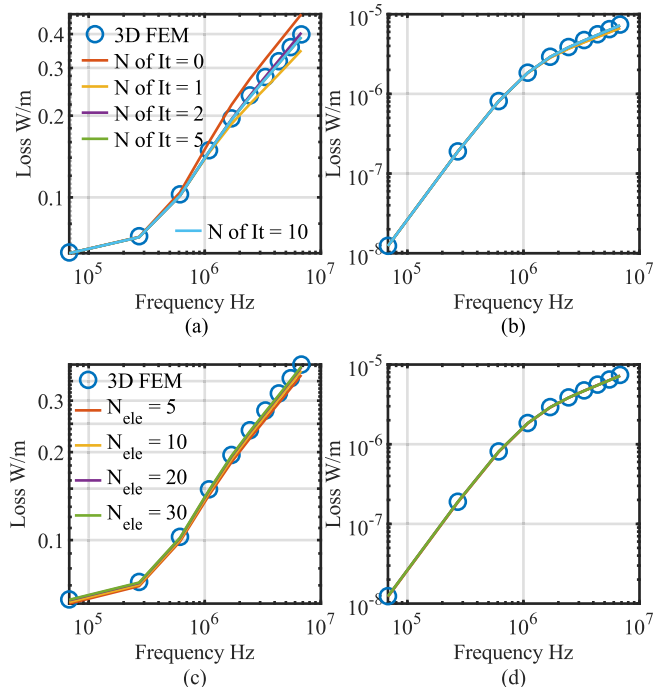 0.4
0.3
0.2
0.1
Loss W/m
3D FEM
N of It = 0
N of It = 1
N of It = 2
N of It = 5
N of It = 10
10^5
10^6
10^7
Frequency Hz
(a)
10^-5
10^-6
10^-7
10^-8
Loss W/m
10^5
10^6
10^7
Frequency Hz
(b)
0.3
0.2
0.1
Loss W/m
3D FEM
N_ele = 5
N_ele = 10
N_ele = 20
N_ele = 30
10^5
10^6
10^7
Frequency Hz
(c)
10^-5
10^-6
10^-7
10^-8
Loss W/m
10^5
10^6
10^7
Frequency Hz
(d)